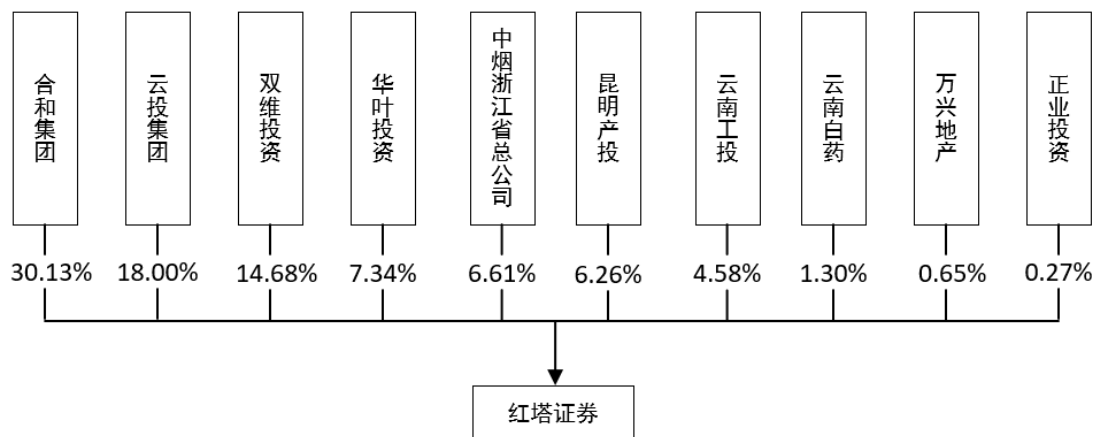 合和集团
云投集团
双维投资
华叶投资
中烟浙江省总公司
昆明产投
云南工投
云南白药
万兴地产
正业投资
30.13%
18.00%
14.68%
7.34%
6.61%
6.26%
4.58%
1.30%
0.65%
0.27%
红塔证券